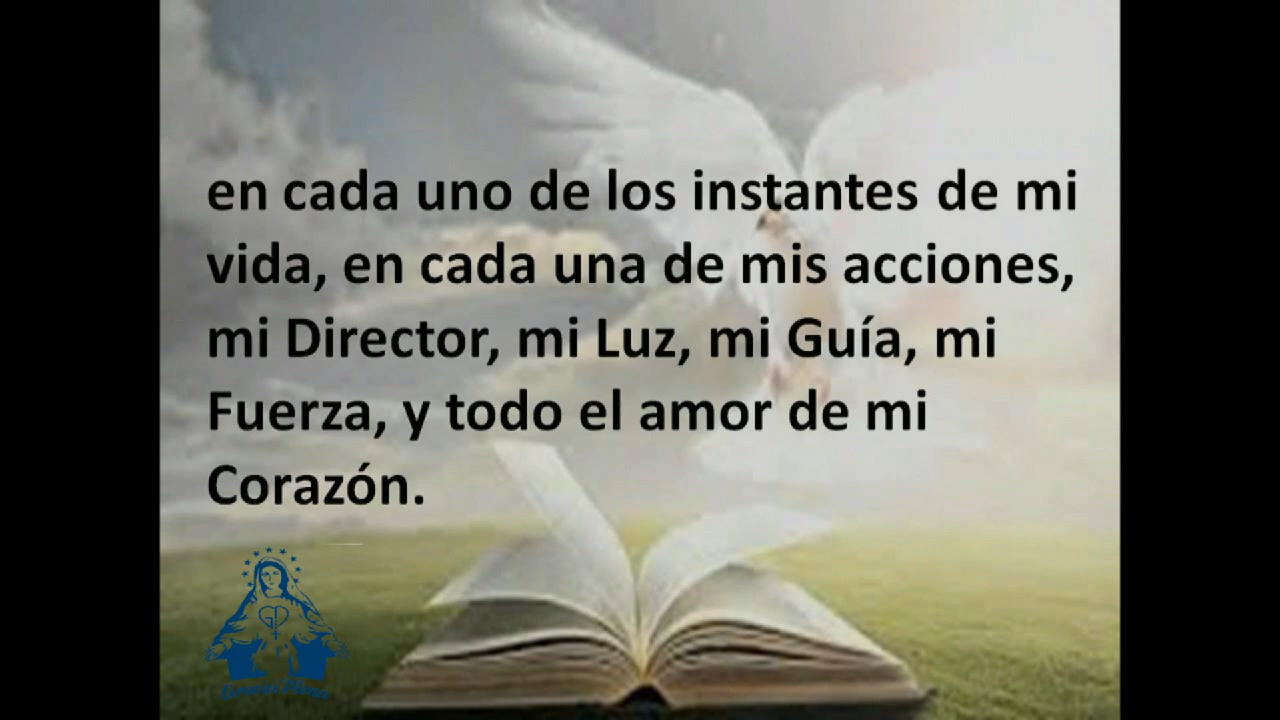 en cada uno de los instantes de mi
vida, en cada una de mis acciones,
mi Director, mi Luz, mi Guía, mi
Fuerza, y todo el amor de mi
Corazón.